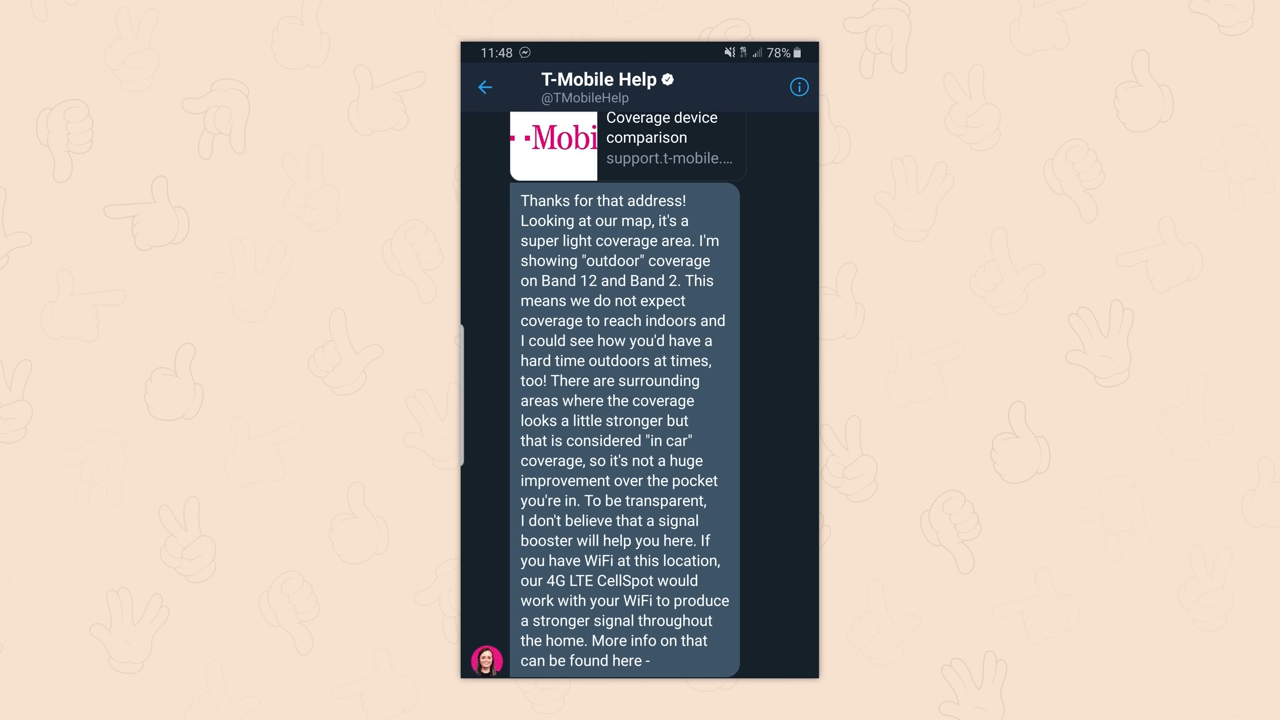 11:48 78%
T-Mobile Help
@TMobileHelp
Coverage device
·Mobi comparison
support.t-mobile....
Thanks for that address!
Looking at our map, it's a
super light coverage area. I'm
showing "outdoor" coverage
on Band 12 and Band 2. This
means we do not expect
coverage to reach indoors and
I could see how you'd have a
hard time outdoors at times,
too! There are surrounding
areas where the coverage
looks a little stronger but
that is considered "in car"
coverage, so it's not a huge
improvement over the pocket
you're in. To be transparent,
I don't believe that a signal
booster will help you here. If
you have WiFi at this location,
our 4G LTE CellSpot would
work with your WiFi to produce
a stronger signal throughout
the home. More info on that
can be found here -